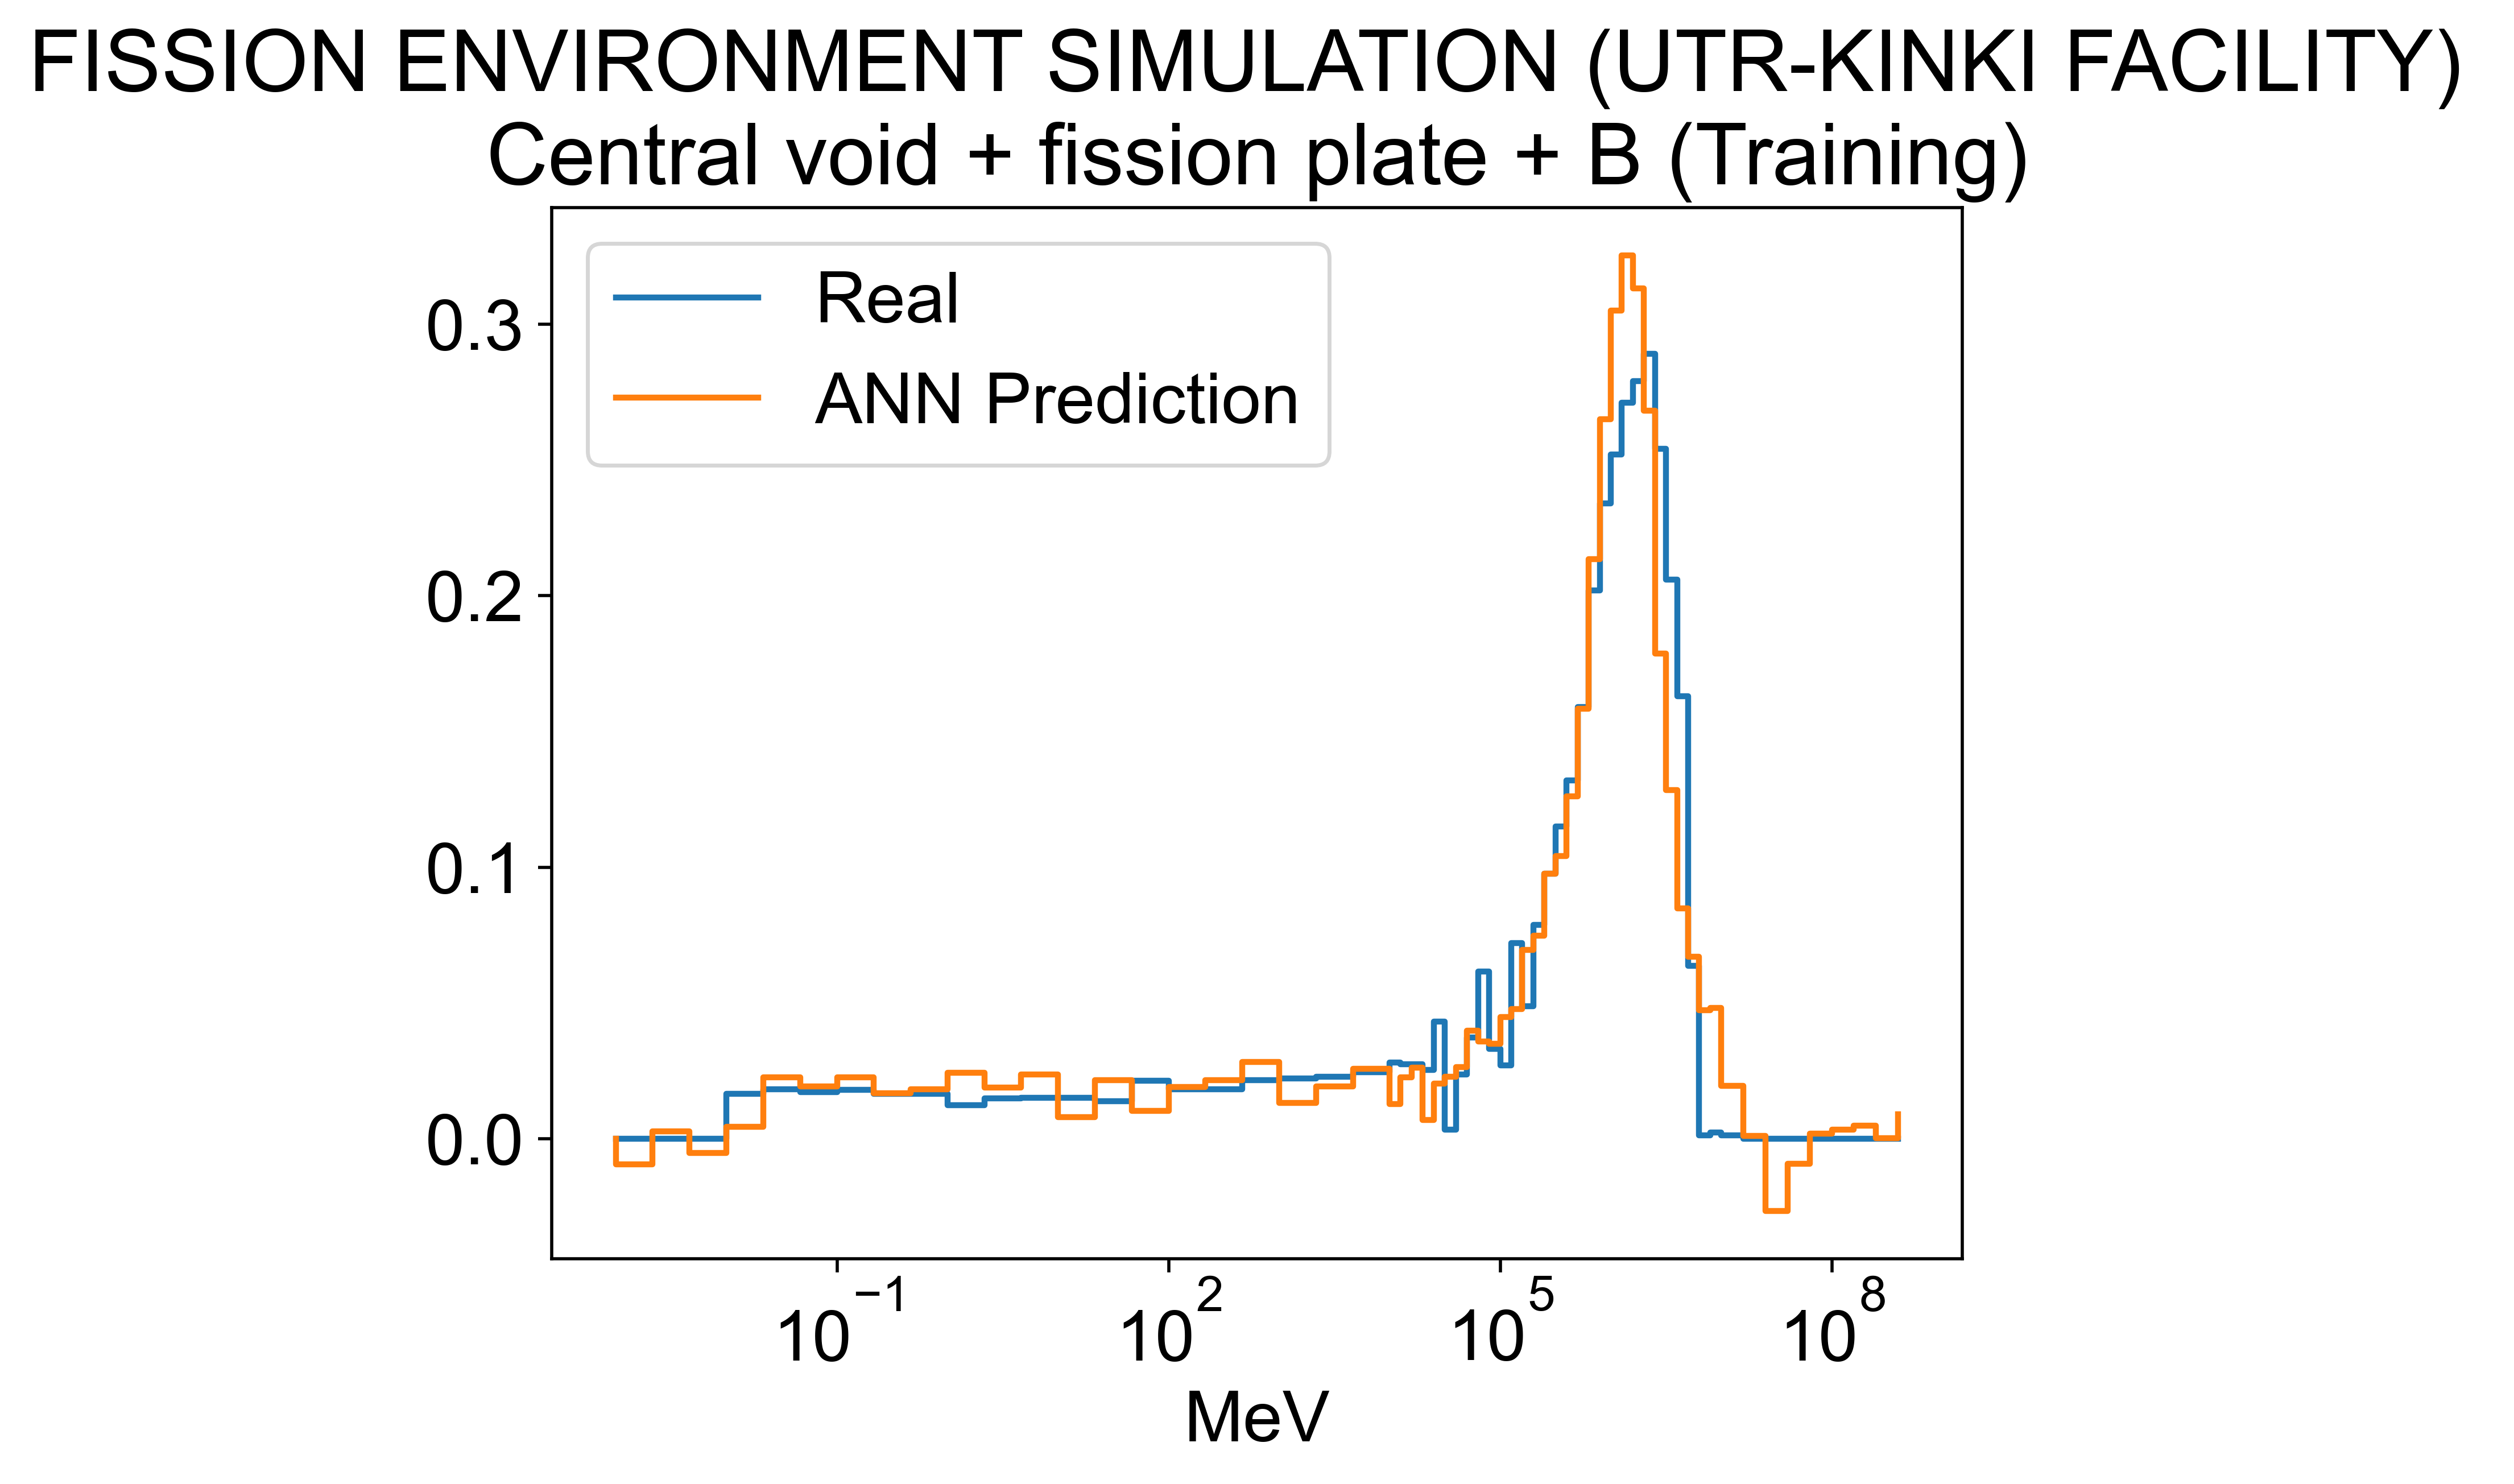 FISSION ENVIRONMENT SIMULATION (UTR-KINKI FACILITY)
Central void + fission plate + B (Training)
Real
ANN Prediction
0.3
0.2
0.1
0.0
10⁻¹ 10² 10⁵ 10⁸
MeV